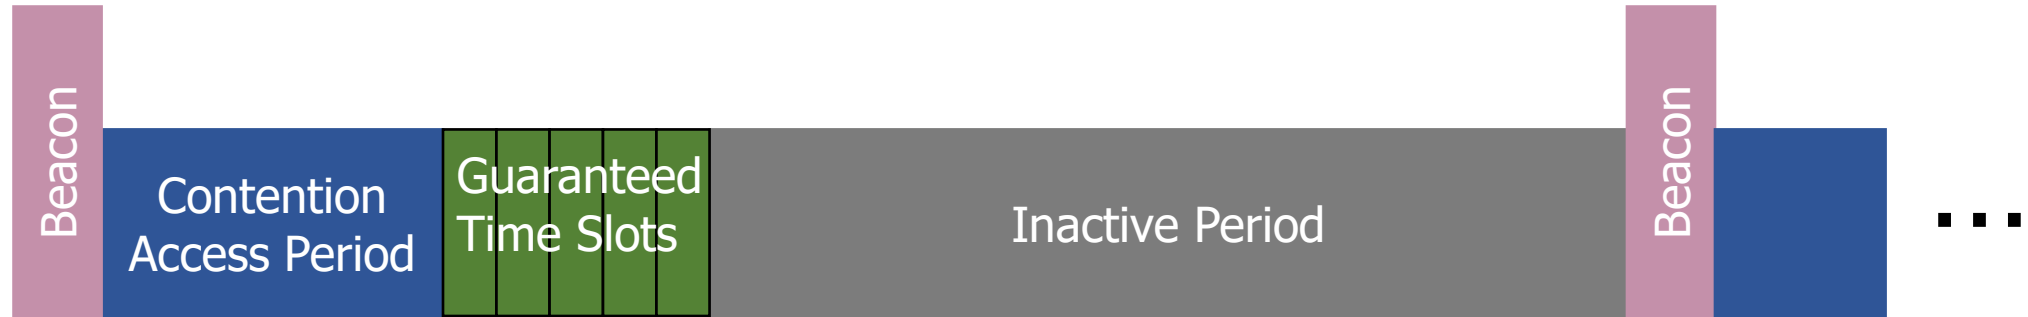 Beacon
Contention
Access Period
Guaranteed
Time Slots
Inactive Period
Beacon
...